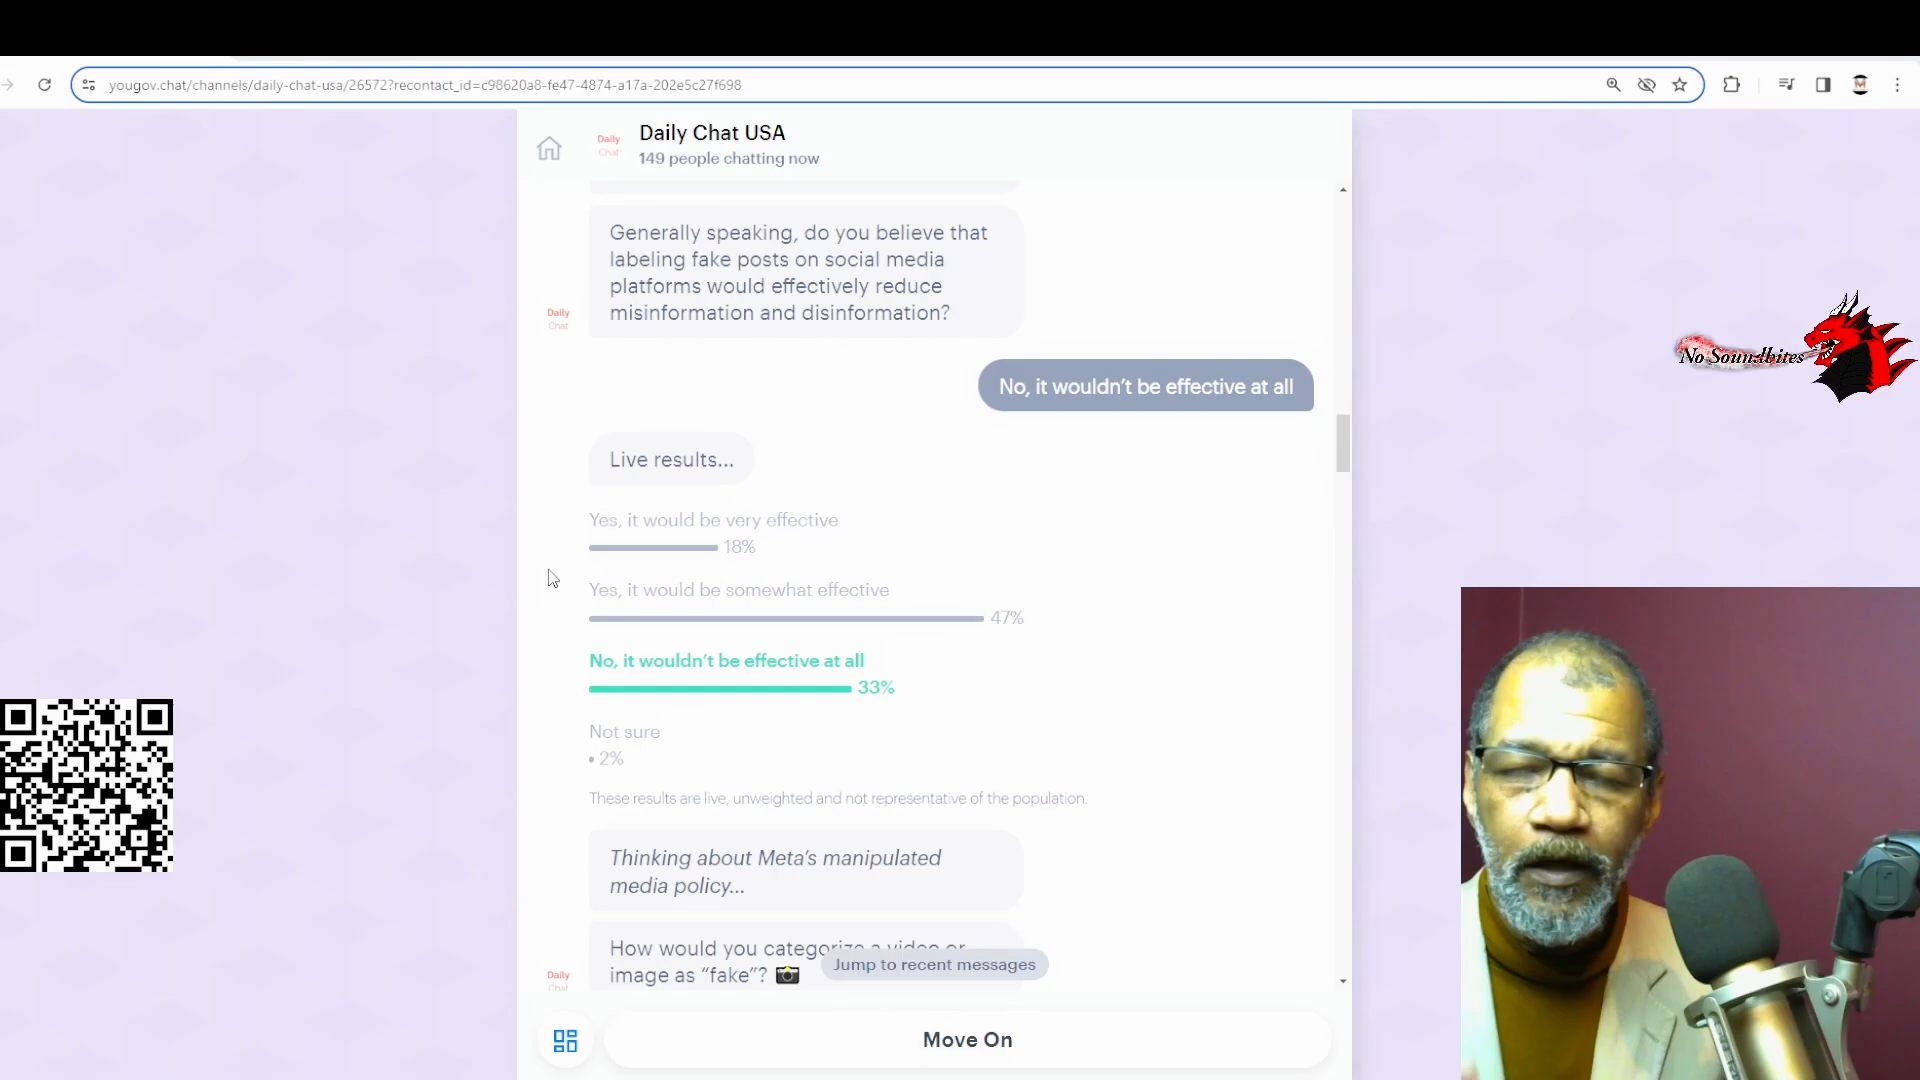 yougov.chat/channels/daily-chat-usa/26572?recontact_id=c98620a8-fe47-4874-a17a-202e5c27f698
Daily
Chat
Daily Chat USA
149 people chatting now
Generally speaking, do you believe that
labeling fake posts on social media
platforms would effectively reduce
misinformation and disinformation?
Daily
Chat
No, it wouldn't be effective at all
Live results...
Yes, it would be very effective
18%
Yes, it would be somewhat effective
47%
No, it wouldn't be effective at all
33%
Not sure
2%
These results are live, unweighted and not representative of the population.
Thinking about Meta's manipulated
media policy...
How would you categorize a video or
image as "fake"?
Daily
Chat
Jump to recent messages
Move On
No Soundbites